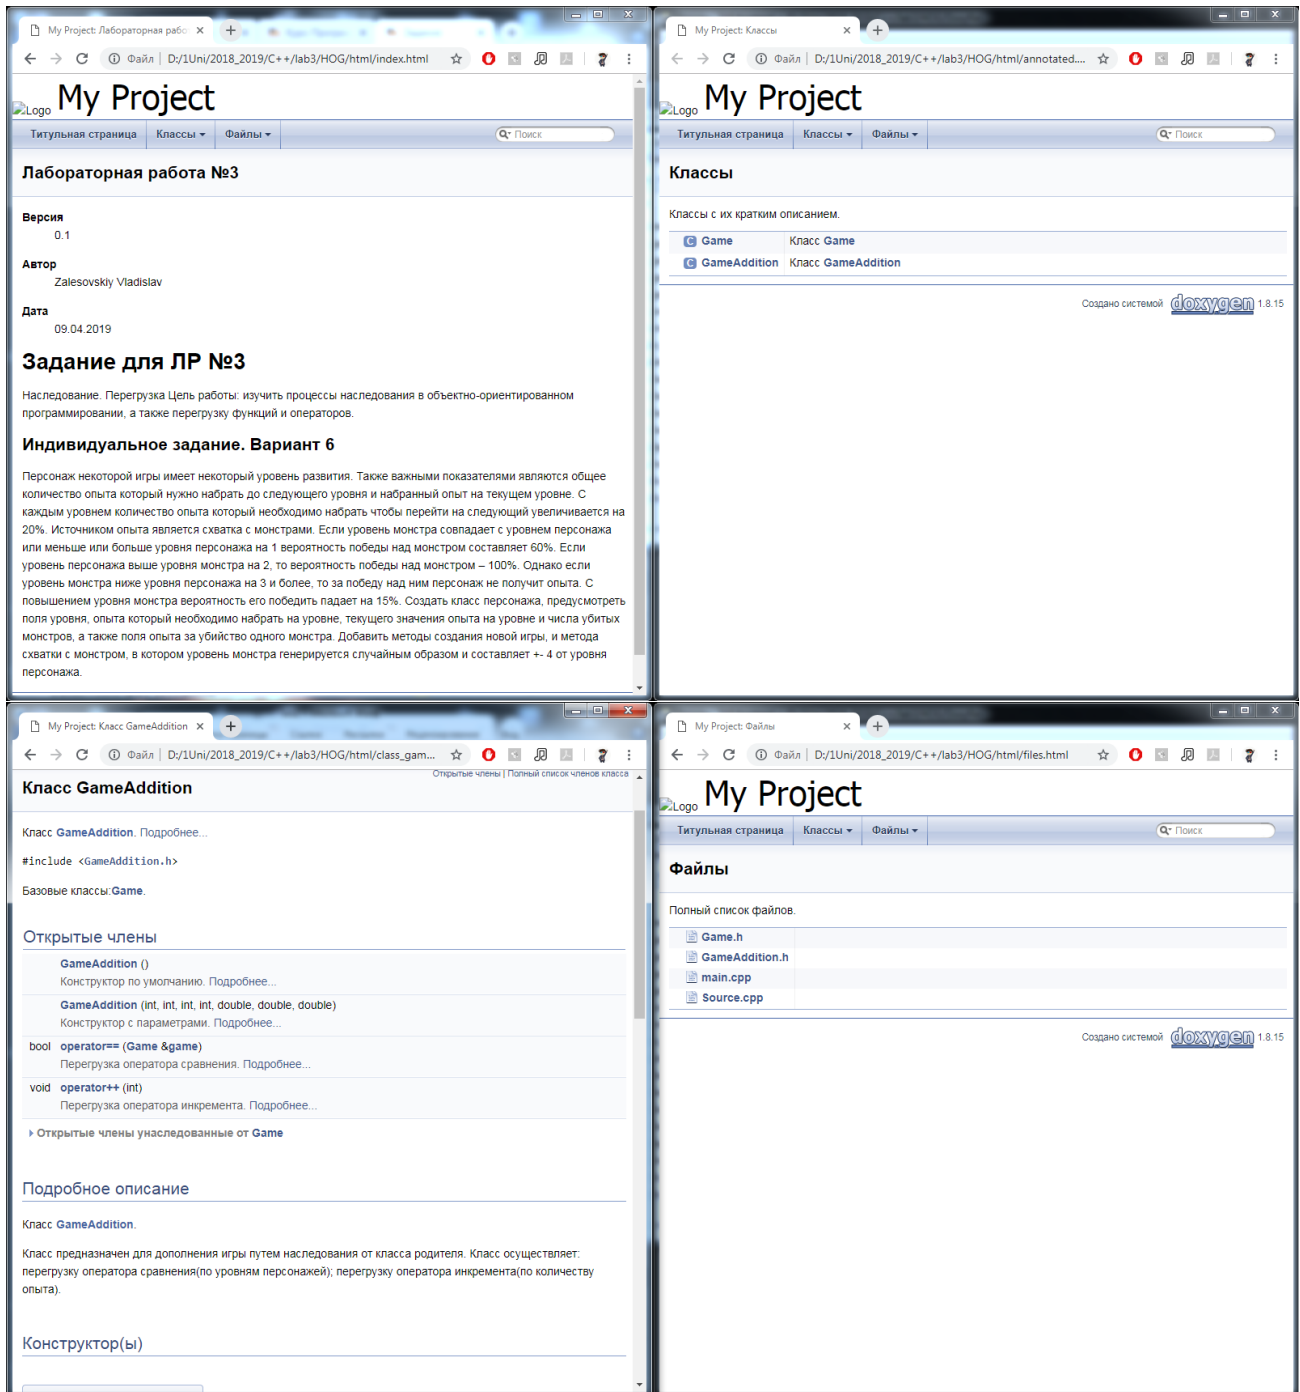 My Project: Лабораторная рабо
Файл | D:/1Uni/2018_2019/C++/lab3/HOG/html/index.html
Logo My Project
Титульная страница Классы Файлы Поиск
Лабораторная работа №3
Версия
0.1
Автор
Zalesovskiy Vladislav
Дата
09.04.2019
Задание для ЛР №3
Наследование. Перегрузка Цель работы: изучить процессы наследования в объектно-ориентированном
программировании, а также перегрузку функций и операторов.
Индивидуальное задание. Вариант 6
Персонаж некоторой игры имеет некоторый уровень развития. Также важными показателями являются общее
количество опыта который нужно набрать до следующего уровня и набранный опыт на текущем уровне. С
каждым уровнем количество опыта который необходимо набрать чтобы перейти на следующий увеличивается на
20%. Источником опыта является схватка с монстрами. Если уровень монстра совпадает с уровнем персонажа
или меньше или больше уровня персонажа на 1 вероятность победы над монстром составляет 60%. Если
уровень персонажа выше уровня монстра на 2, то вероятность победы над монстром – 100%. Однако если
уровень монстра ниже уровня персонажа на 3 и более, то за победу над ним персонаж не получит опыта. С
повышением уровня монстра вероятность его победить падает на 15%. Создать класс персонажа, предусмотреть
поля уровня, опыта который необходимо набрать на уровне, текущего значения опыта на уровне и числа убитых
монстров, а также поля опыта за убийство одного монстра. Добавить методы создания новой игры, и метода
схватки с монстром, в котором уровень монстра генерируется случайным образом и составляет +- 4 от уровня
персонажа.
My Project: Классы
Файл | D:/1Uni/2018_2019/C++/lab3/HOG/html/annotated....
Logo My Project
Титульная страница Классы Файлы Поиск
Классы
Классы с их кратким описанием.
C Game Класс Game
C GameAddition Класс GameAddition
Создано системой doxygen 1.8.15
My Project: Класс GameAddition
Файл | D:/1Uni/2018_2019/C++/lab3/HOG/html/class_gam...
Открытые члены | Полный список членов класса
Класс GameAddition
Класс GameAddition. Подробнее...
#include <GameAddition.h>
Базовые классы:Game.
Открытые члены
GameAddition ()
Конструктор по умолчанию. Подробнее...
GameAddition (int, int, int, int, double, double, double)
Конструктор с параметрами. Подробнее...
bool operator== (Game &game)
Перегрузка оператора сравнения. Подробнее...
void operator++ (int)
Перегрузка оператора инкремента. Подробнее...
Открытые члены унаследованные от Game
Подробное описание
Класс GameAddition.
Класс предназначен для дополнения игры путем наследования от класса родителя. Класс осуществляет:
перегрузку оператора сравнения(по уровням персонажей); перегрузку оператора инкремента(по количеству
опыта).
Конструктор(ы)
My Project: Файлы
Файл | D:/1Uni/2018_2019/C++/lab3/HOG/html/files.html
Logo My Project
Титульная страница Классы Файлы Поиск
Файлы
Полный список файлов.
Game.h
GameAddition.h
main.cpp
Source.cpp
Создано системой doxygen 1.8.15